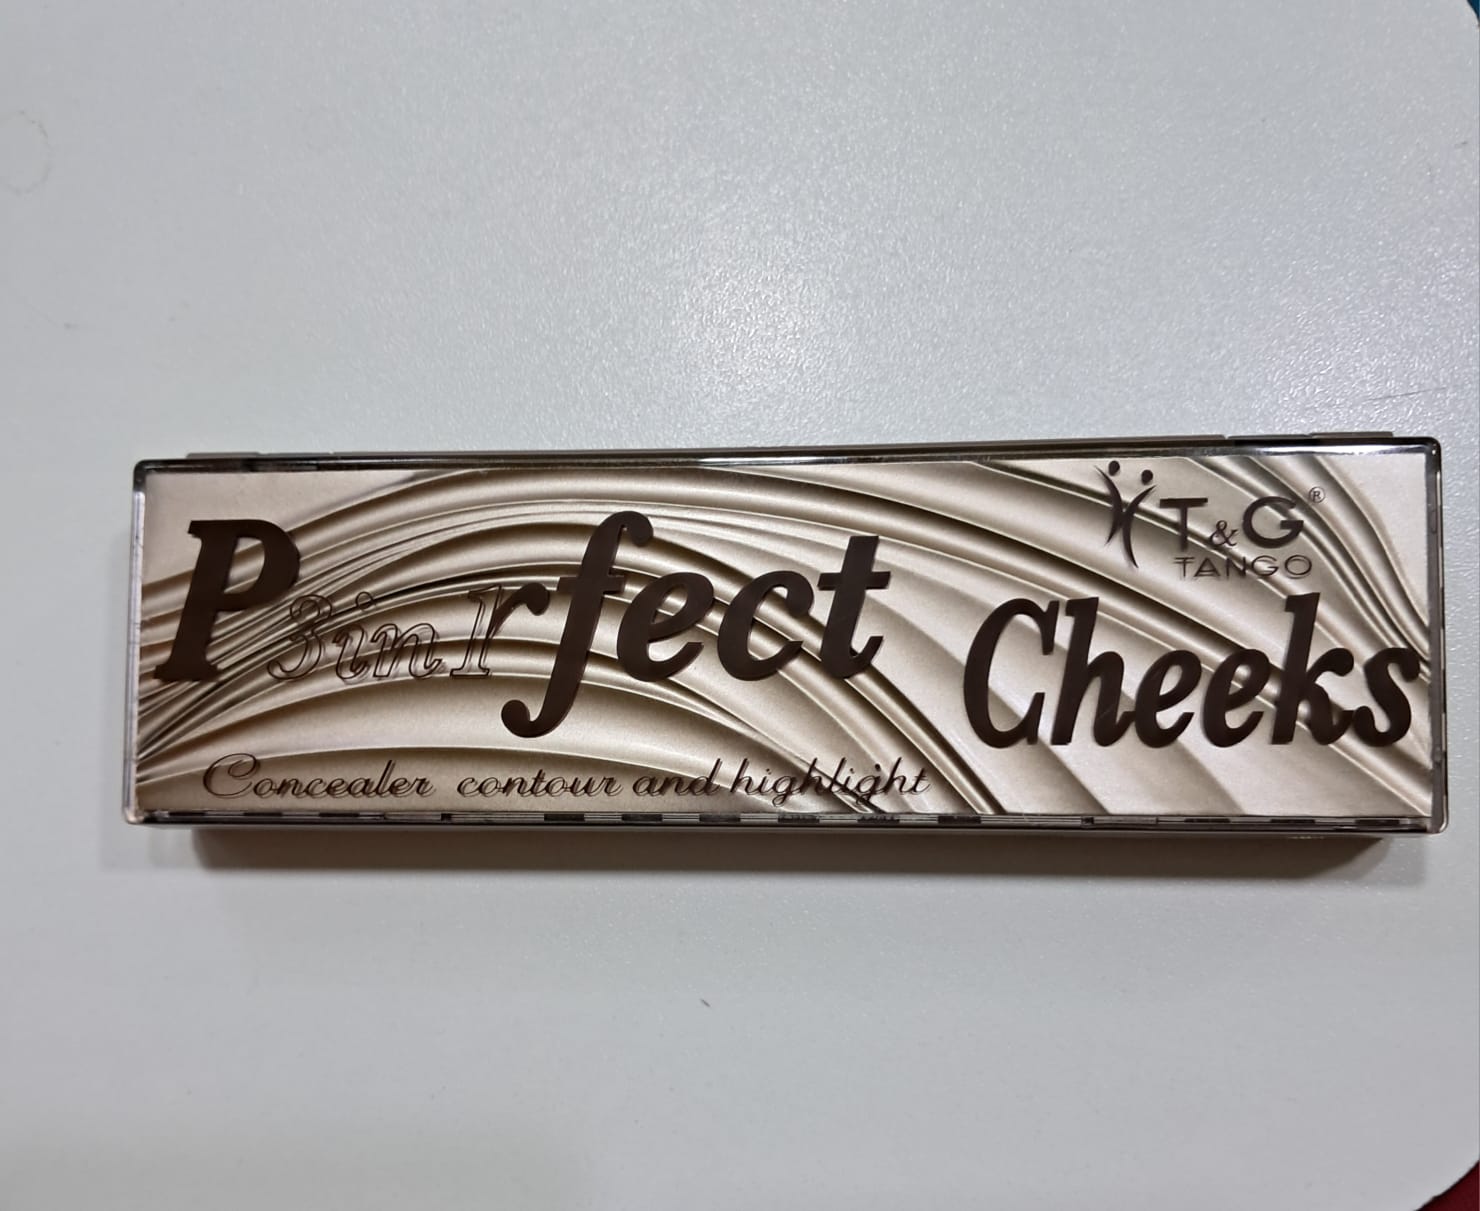 T&G®
TANGO
P3in1rfect Cheeks
Concealer contour and highlight